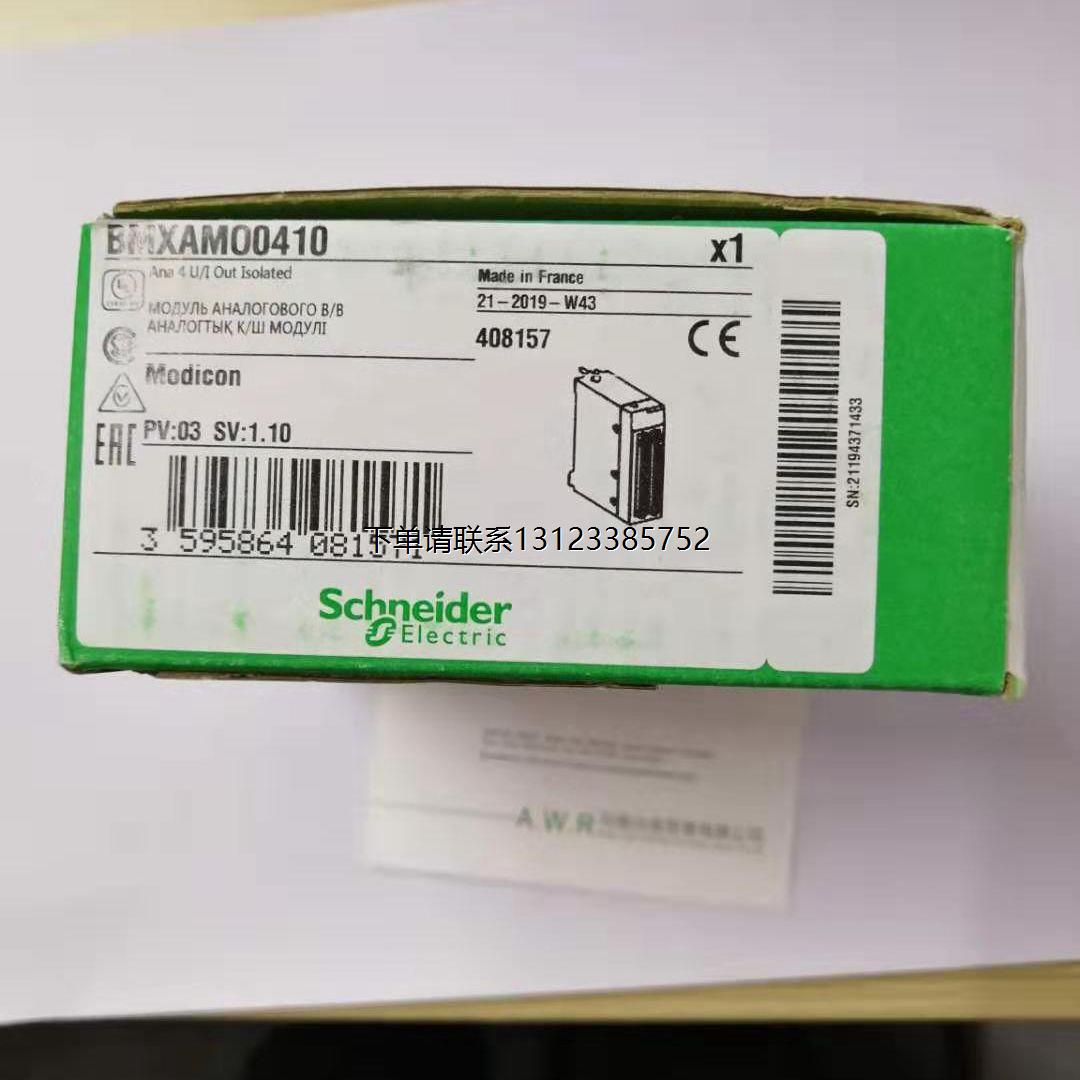 BMXAMO0410
x1
Ana 4 U/I Out Isolated
Made in France
21-2019-W43
МОДУЛЬ АНАЛОГОВОГО В/В
АНАЛОГТЫҚ К/Ш МОДУЛІ
408157
CE
Modicon
EAC
PV:03 SV:1.10
SN:21194371433
3 595864
下单请联系13123385752
Schneider
Electric
A.W.R